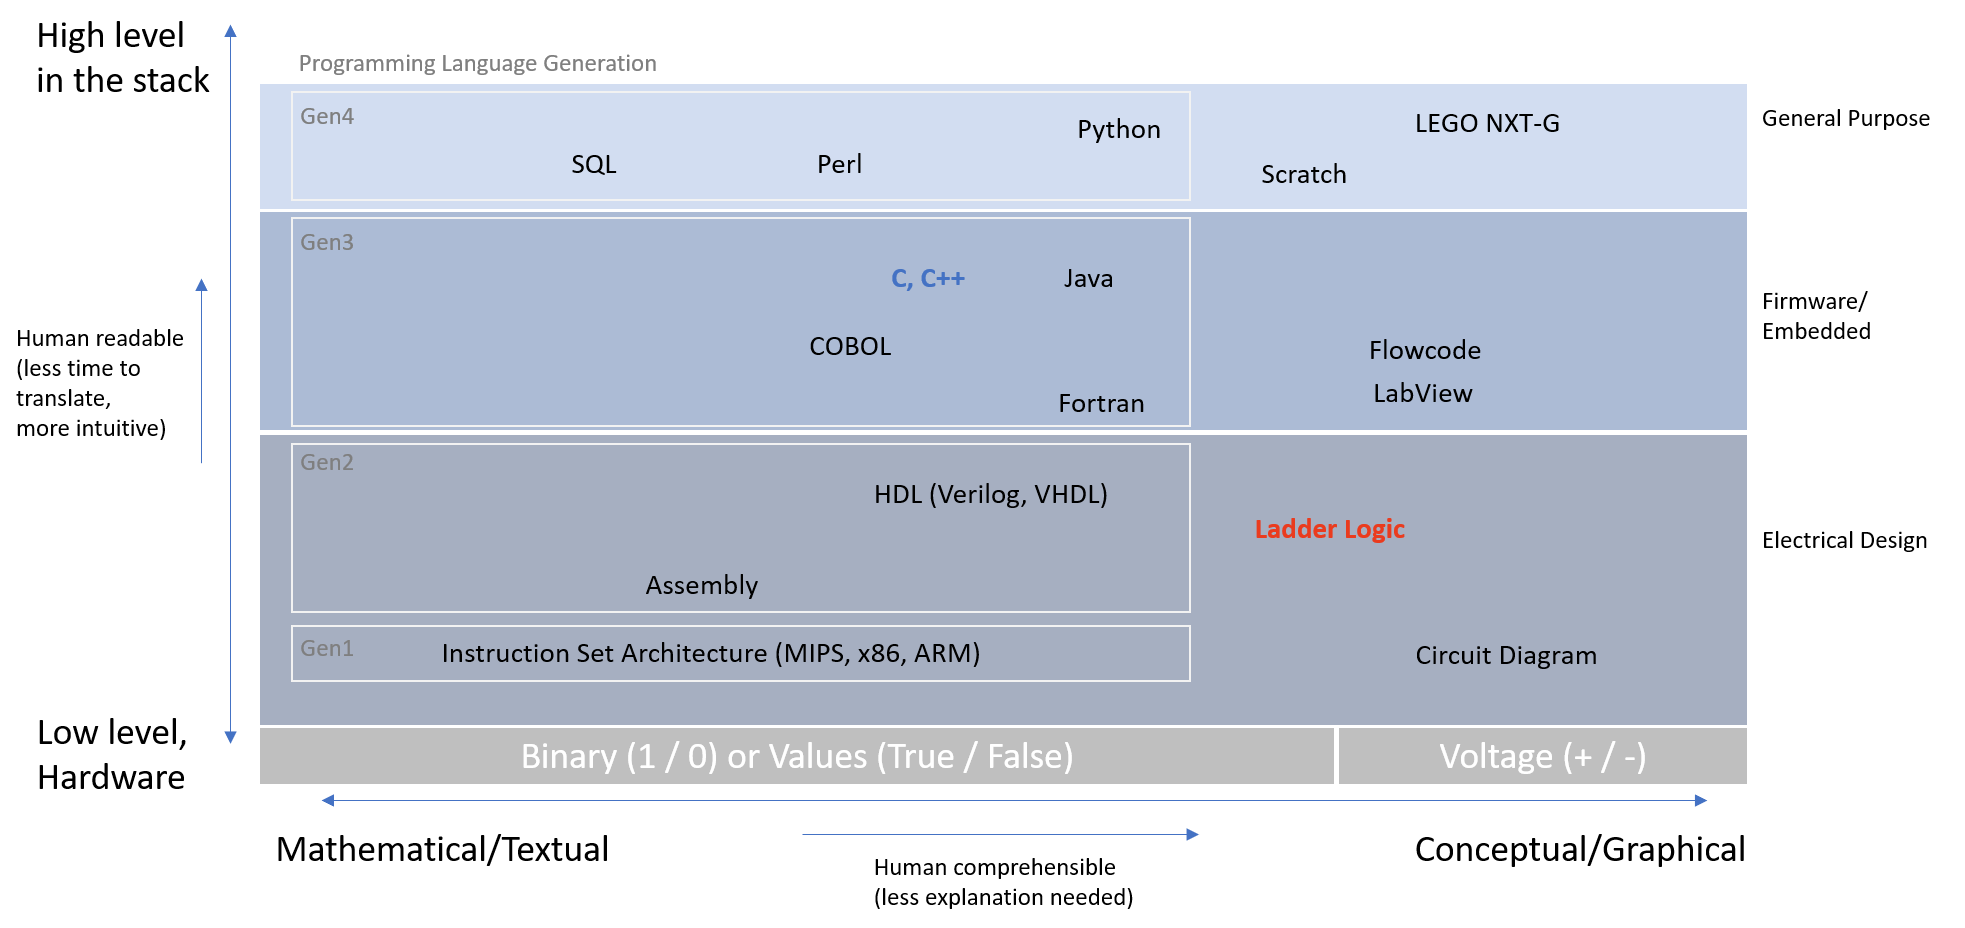 High level
in the stack
Programming Language Generation
Gen4
Python
SQL
Perl
LEGO NXT-G
Scratch
General Purpose
Gen3
C, C++
Java
COBOL
Fortran
Flowcode
LabView
Firmware/
Embedded
Human readable
(less time to
translate,
more intuitive)
Gen2
HDL (Verilog, VHDL)
Assembly
Ladder Logic
Electrical Design
Gen1
Instruction Set Architecture (MIPS, x86, ARM)
Circuit Diagram
Low level,
Hardware
Binary (1 / 0) or Values (True / False)
Voltage (+ / -)
Mathematical/Textual
Human comprehensible
(less explanation needed)
Conceptual/Graphical